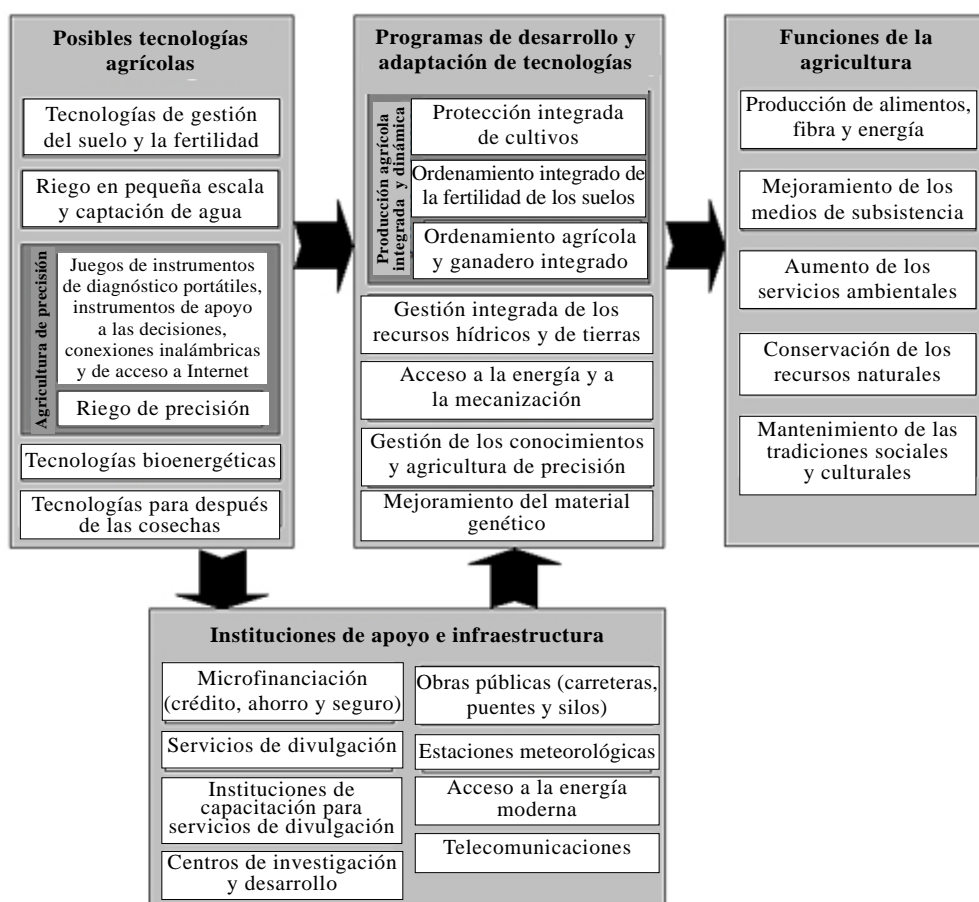 Posibles tecnologías
agrícolas
Tecnologías de gestión
del suelo y la fertilidad
Riego en pequeña escala
y captación de agua
Agricultura de precisión
Juegos de instrumentos
de diagnóstico portátiles,
instrumentos de apoyo
a las decisiones,
conexiones inalámbricas
y de acceso a Internet
Riego de precisión
Tecnologías bioenergéticas
Tecnologías para después
de las cosechas
Programas de desarrollo y
adaptación de tecnologías
Producción agrícola
integrada y dinámica
Protección integrada
de cultivos
Ordenamiento integrado de
la fertilidad de los suelos
Ordenamiento agrícola
y ganadero integrado
Gestión integrada de los
recursos hídricos y de tierras
Acceso a la energía y a
la mecanización
Gestión de los conocimientos
y agricultura de precisión
Mejoramiento del material
genético
Funciones de la
agricultura
Producción de alimentos,
fibra y energía
Mejoramiento de los
medios de subsistencia
Aumento de los
servicios ambientales
Conservación de los
recursos naturales
Mantenimiento de las
tradiciones sociales
y culturales
Instituciones de apoyo e infraestructura
Microfinanciación
(crédito, ahorro y seguro)
Servicios de divulgación
Instituciones de
capacitación para
servicios de divulgación
Centros de investigación
y desarrollo
Obras públicas (carreteras,
puentes y silos)
Estaciones meteorológicas
Acceso a la energía
moderna
Telecomunicaciones